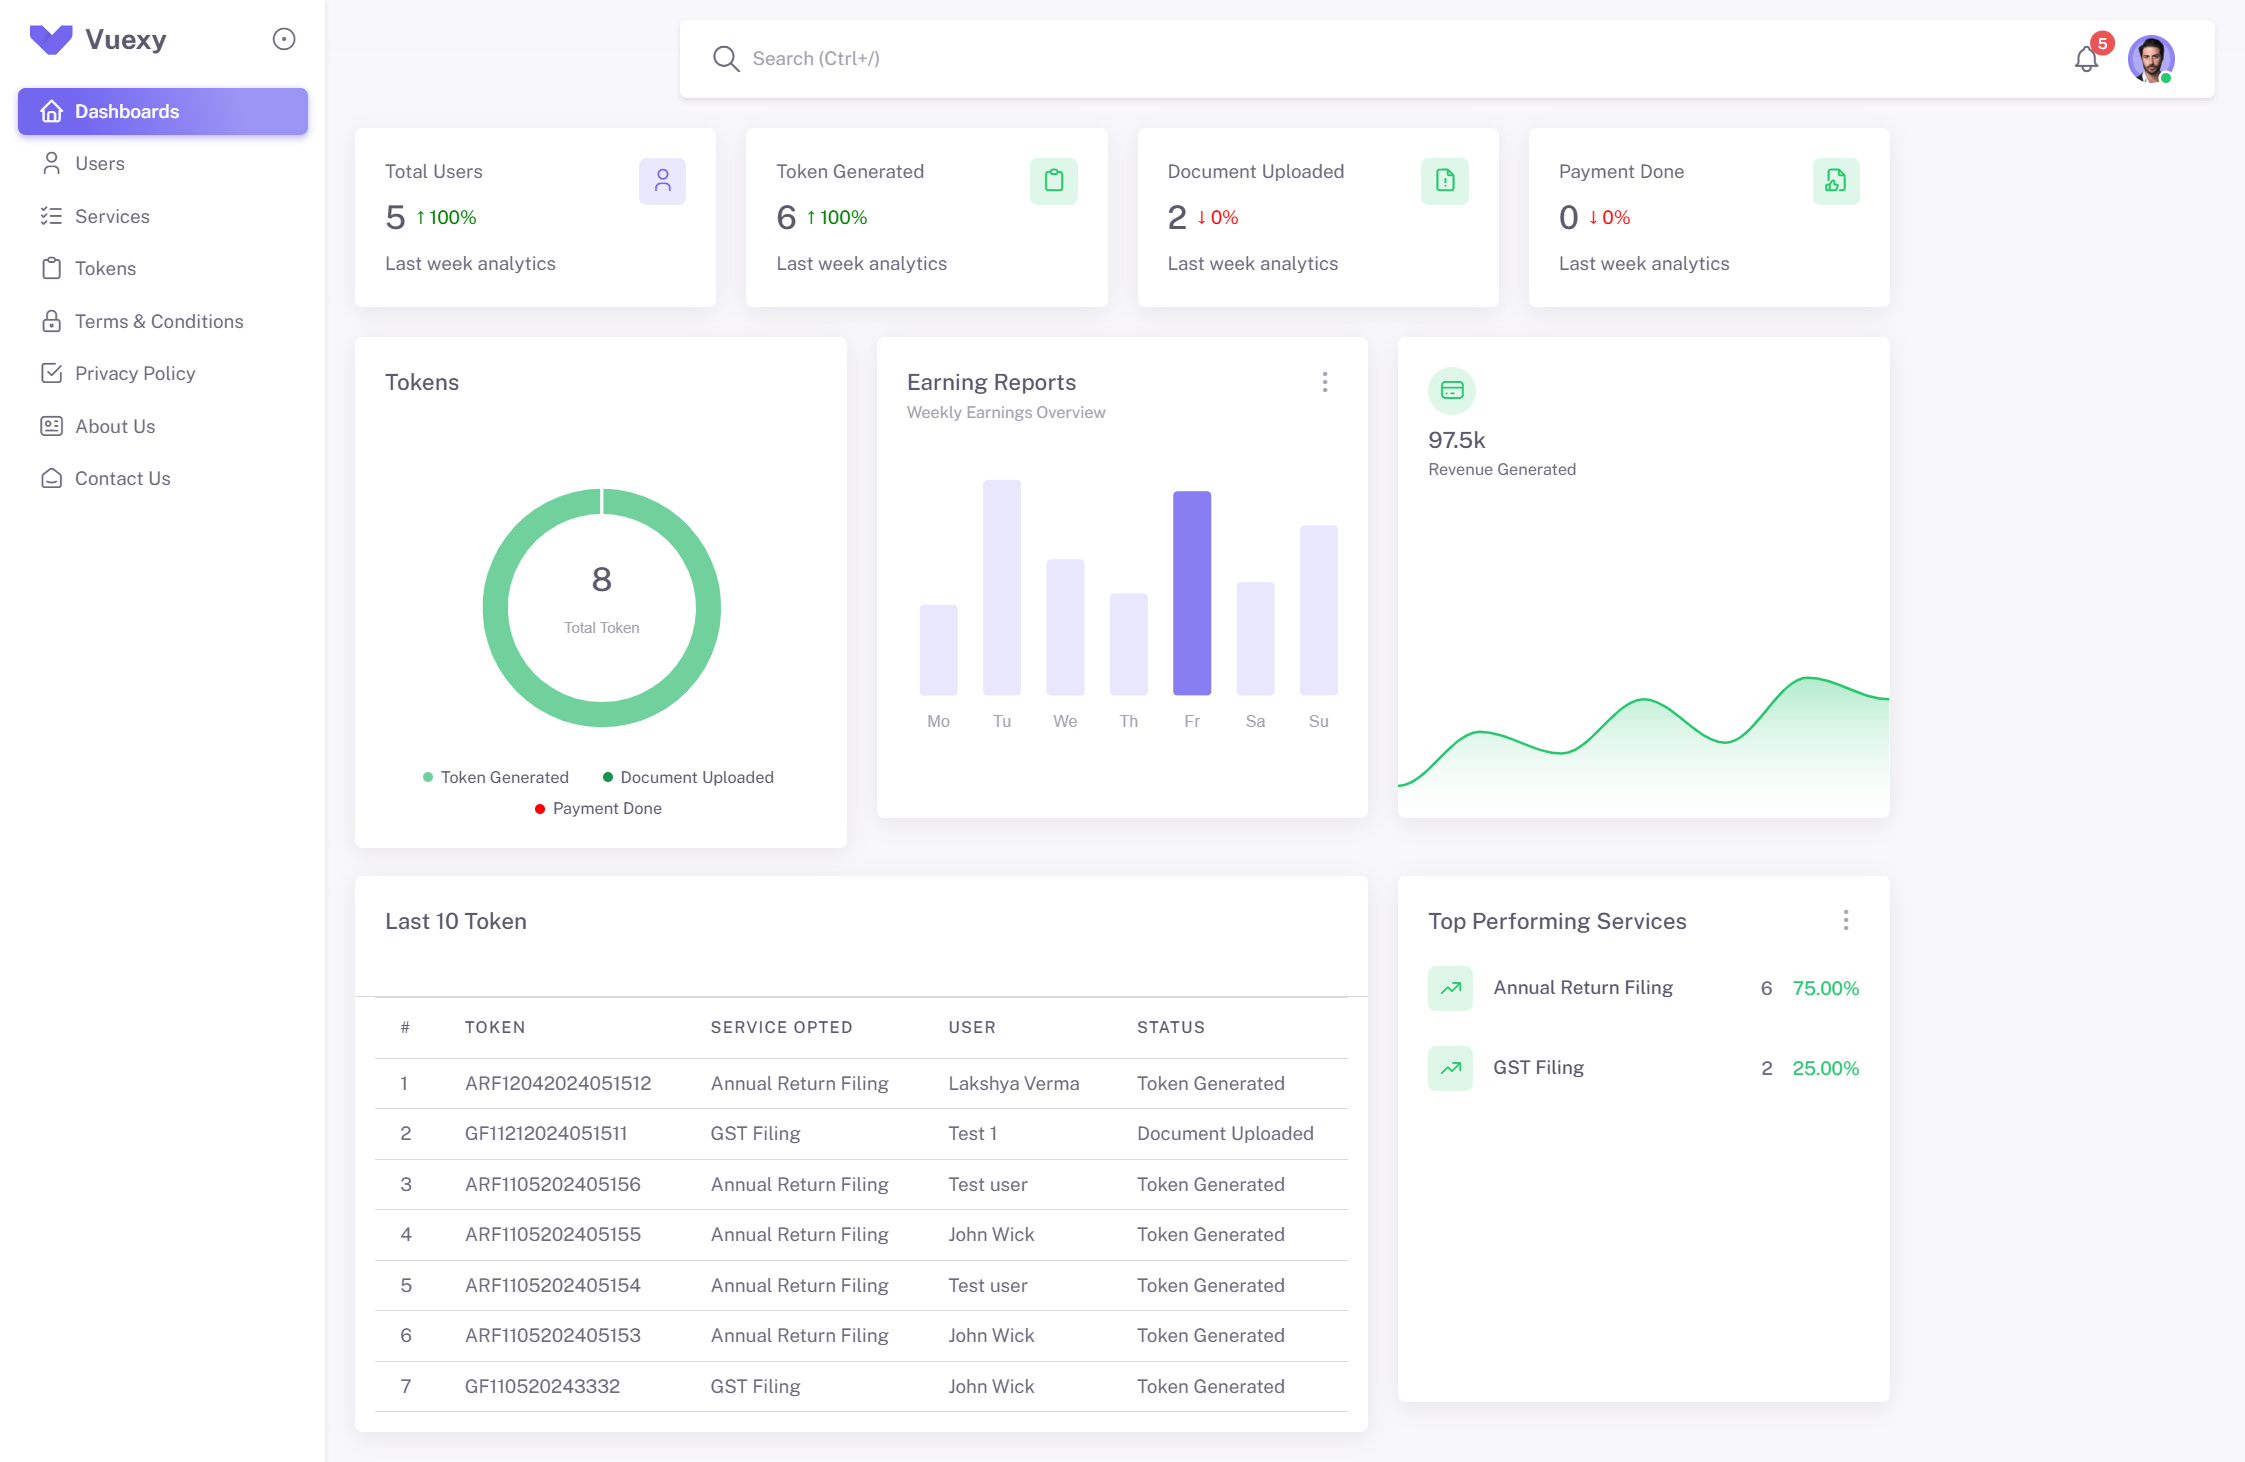 Vuexy
Dashboards
Users
Services
Tokens
Terms & Conditions
Privacy Policy
About Us
Contact Us
Search (Ctrl+/)
5
Total Users
5 ↑ 100%
Last week analytics
Token Generated
6 ↑ 100%
Last week analytics
Document Uploaded
2 ↓ 0%
Last week analytics
Payment Done
0 ↓ 0%
Last week analytics
Tokens
8
Total Token
Token Generated Document Uploaded
Payment Done
Earning Reports
Weekly Earnings Overview
Mo Tu We Th Fr Sa Su
97.5k
Revenue Generated
Last 10 Token
# TOKEN SERVICE OPTED USER STATUS
1 ARF12042024051512 Annual Return Filing Lakshya Verma Token Generated
2 GF11212024051511 GST Filing Test 1 Document Uploaded
3 ARF1105202405156 Annual Return Filing Test user Token Generated
4 ARF1105202405155 Annual Return Filing John Wick Token Generated
5 ARF1105202405154 Annual Return Filing Test user Token Generated
6 ARF1105202405153 Annual Return Filing John Wick Token Generated
7 GF110520243332 GST Filing John Wick Token Generated
Top Performing Services
Annual Return Filing 6 75.00%
GST Filing 2 25.00%